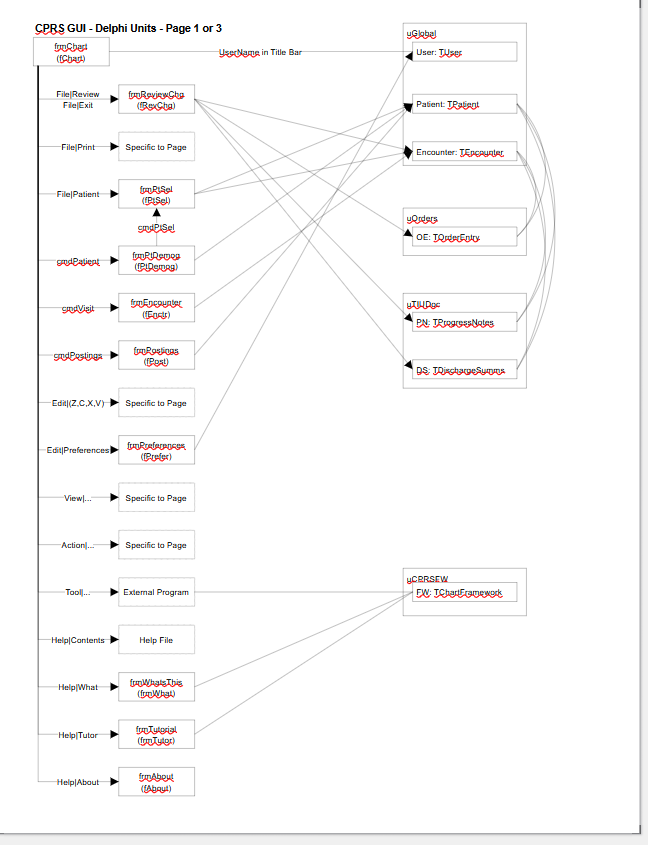 CPRS GUI - Delphi Units - Page 1 or 3
frmChart
(fChart)
UserName in Title Bar
uGlobal
User: TUser
File|Review
File|Exit
frmReviewChg
(fRevChg)
Patient: TPatient
File|Print
Specific to Page
Encounter: TEncounter
File|Patient
frmPtSel
(fPtSel)
cmdPtSel
uOrders
OE: TOrderEntry
cmdPatient
frmPtDemog
(fPtDemog)
cmdVisit
frmEncounter
(fEncntr)
uTIUDoc
PN: TProgressNotes
cmdPostings
frmPostings
(fPost)
DS: TDischargeSumms
Edit|(Z,C,X,V)
Specific to Page
Edit|Preferences
frmPreferences
(fPrefer)
View|...
Specific to Page
Action|...
Specific to Page
uCPRSFW
Tool|...
External Program
FW: TChartFramework
Help|Contents
Help File
Help|What
frmWhatsThis
(frmWhat)
Help|Tutor
frmTutorial
(frmTutor)
Help|About
frmAbout
(fAbout)